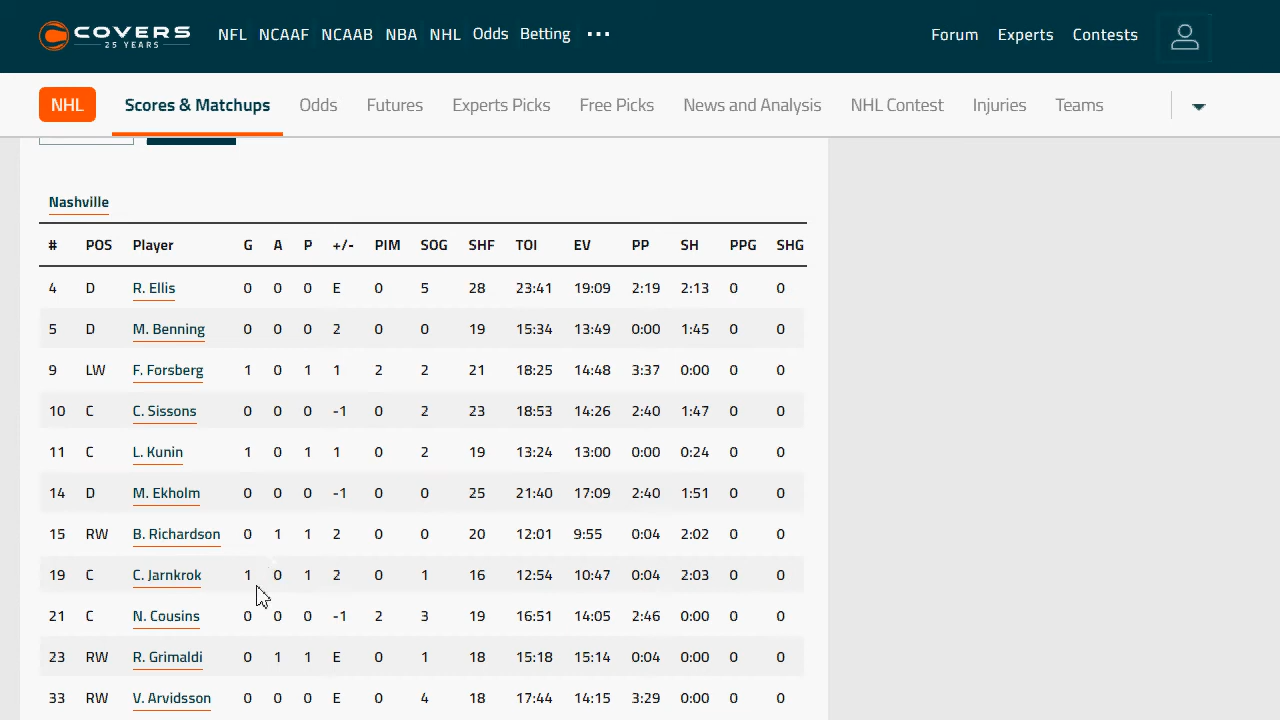 COVERS NFL NCAAF NCAAB NBA NHL Odds Betting ••• Forum Experts Contests
25 YEARS
NHL Scores & Matchups Odds Futures Experts Picks Free Picks News and Analysis NHL Contest Injuries Teams
Nashville
# POS Player G A P +/- PIM SOG SHF TOI EV PP SH PPG SHG
4 D R. Ellis 0 0 0 E 0 5 28 23:41 19:09 2:19 2:13 0 0
5 D M. Benning 0 0 0 2 0 0 19 15:34 13:49 0:00 1:45 0 0
9 LW F. Forsberg 1 0 1 1 2 2 21 18:25 14:48 3:37 0:00 0 0
10 C C. Sissons 0 0 0 -1 0 2 23 18:53 14:26 2:40 1:47 0 0
11 C L. Kunin 1 0 1 1 0 2 19 13:24 13:00 0:00 0:24 0 0
14 D M. Ekholm 0 0 0 -1 0 0 25 21:40 17:09 2:40 1:51 0 0
15 RW B. Richardson 0 1 1 2 0 0 20 12:01 9:55 0:04 2:02 0 0
19 C C. Jarnkrok 1 0 1 2 0 1 16 12:54 10:47 0:04 2:03 0 0
21 C N. Cousins 0 0 0 -1 2 3 19 16:51 14:05 2:46 0:00 0 0
23 RW R. Grimaldi 0 1 1 E 0 1 18 15:18 15:14 0:04 0:00 0 0
33 RW V. Arvidsson 0 0 0 E 0 4 18 17:44 14:15 3:29 0:00 0 0